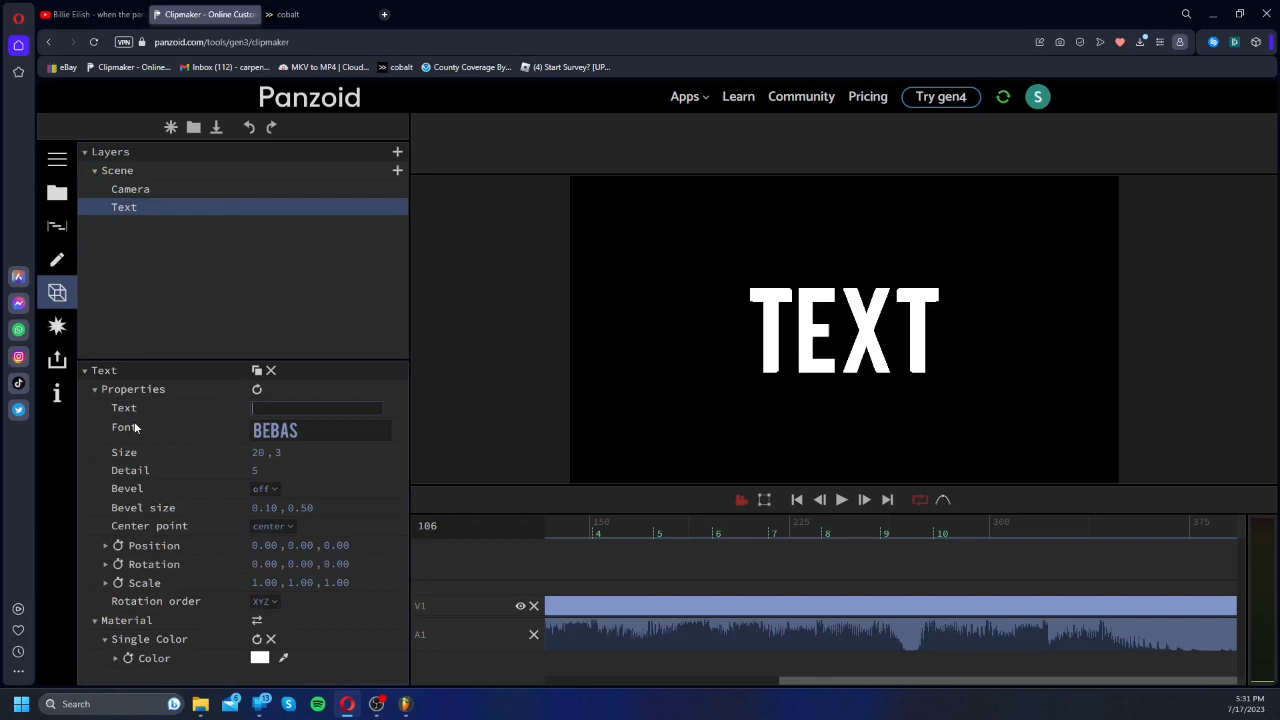 Billie Eilish - when the pa
Clipmaker - Online Custo
cobalt
VPN
panzoid.com/tools/gen3/clipmaker
eBay
Clipmaker - Online...
Inbox (112) - carpen...
MKV to MP4 | Cloud...
cobalt
County Coverage By...
(4) Start Survey? [UP...
Panzoid
Apps
Learn
Community
Pricing
Try gen4
S
Layers
Scene
Camera
Text
TEXT
Text
Properties
Text
Font
BEBAS
Size
20,3
Detail
5
Bevel
off
Bevel size
0.10,0.50
Center point
center
Position
0.00,0.00,0.00
Rotation
0.00,0.00,0.00
Scale
1.00,1.00,1.00
Rotation order
XYZ
Material
Single Color
Color
106
150
225
300
375
4
5
6
7
8
9
10
V1
A1
Search
5:31 PM
7/17/2023